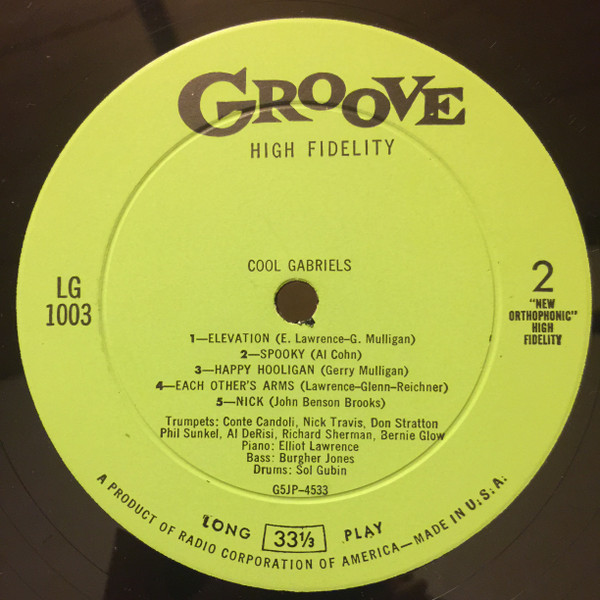 GROOVE
HIGH FIDELITY
COOL GABRIELS
LG
1003
2
"NEW
ORTHOPHONIC"
HIGH
FIDELITY
1—ELEVATION (E. Lawrence–G. Mulligan)
2—SPOOKY (Al Cohn)
3—HAPPY HOOLIGAN (Gerry Mulligan)
4—EACH OTHER'S ARMS (Lawrence–Glenn–Reichner)
5—NICK (John Benson Brooks)
Trumpets: Conte Candoli, Nick Travis, Don Stratton
Phil Sunkel, Al DeRisi, Richard Sherman, Bernie Glow
Piano: Elliot Lawrence
Bass: Burgher Jones
Drums: Sol Gubin
G5JP–4533
LONG 33⅓ PLAY
A PRODUCT OF RADIO CORPORATION OF AMERICA—MADE IN U.S.A.